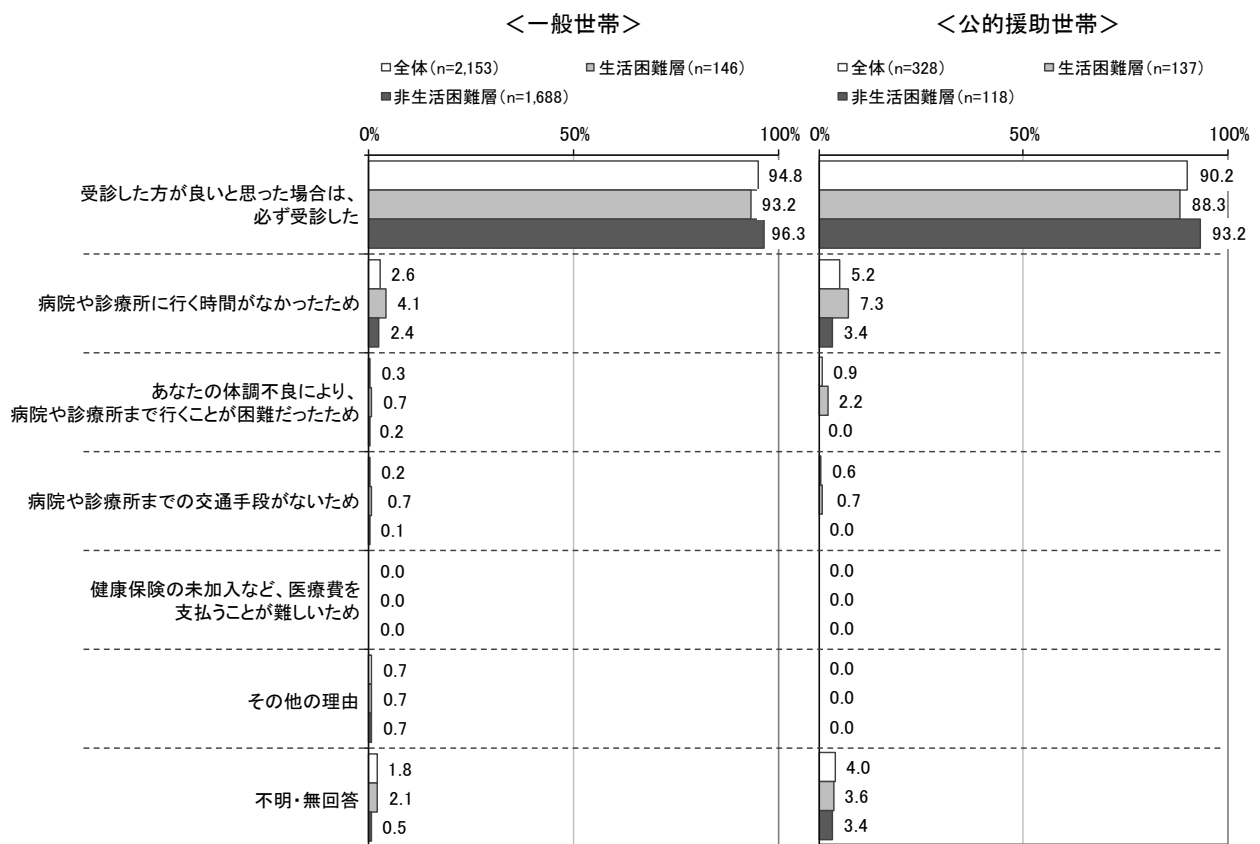 ＜一般世帯＞
＜公的援助世帯＞
全体(n=2,153)
生活困難層(n=146)
非生活困難層(n=1,688)
全体(n=328)
生活困難層(n=137)
非生活困難層(n=118)
0%
50%
100%
0%
50%
100%
受診した方が良いと思った場合は、
必ず受診した
94.8
93.2
96.3
90.2
88.3
93.2
病院や診療所に行く時間がなかったため
2.6
4.1
2.4
5.2
7.3
3.4
あなたの体調不良により、
病院や診療所まで行くことが困難だったため
0.3
0.7
0.2
0.9
2.2
0.0
病院や診療所までの交通手段がないため
0.2
0.7
0.1
0.6
0.7
0.0
健康保険の未加入など、医療費を
支払うことが難しいため
0.0
0.0
0.0
0.0
0.0
0.0
その他の理由
0.7
0.7
0.7
0.0
0.0
0.0
不明・無回答
1.8
2.1
0.5
4.0
3.6
3.4